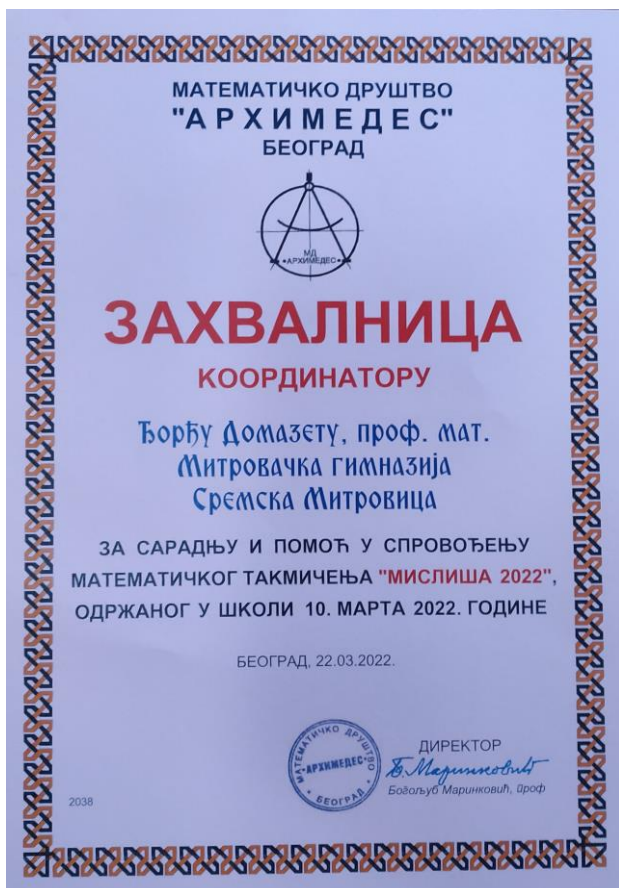 МАТЕМАТИЧКО ДРУШТВО
"АРХИМЕДЕС"
БЕОГРАД
МД
•АРХИМЕДЕС•
ЗАХВАЛНИЦА
КООРДИНАТОРУ
Ђорђу Домазету, проф. мат.
Митровачка гимназија
Сремска Митровица
ЗА САРАДЊУ И ПОМОЋ У СПРОВОЂЕЊУ
МАТЕМАТИЧКОГ ТАКМИЧЕЊА "МИСЛИША 2022",
ОДРЖАНОГ У ШКОЛИ 10. МАРТА 2022. ГОДИНЕ
БЕОГРАД, 22.03.2022.
МАТЕМАТИЧКО ДРУШТВО
•АРХИМЕДЕС•
БЕОГРАД
ДИРЕКТОР
Б. Маринковић
Богољуб Маринковић, проф
2038